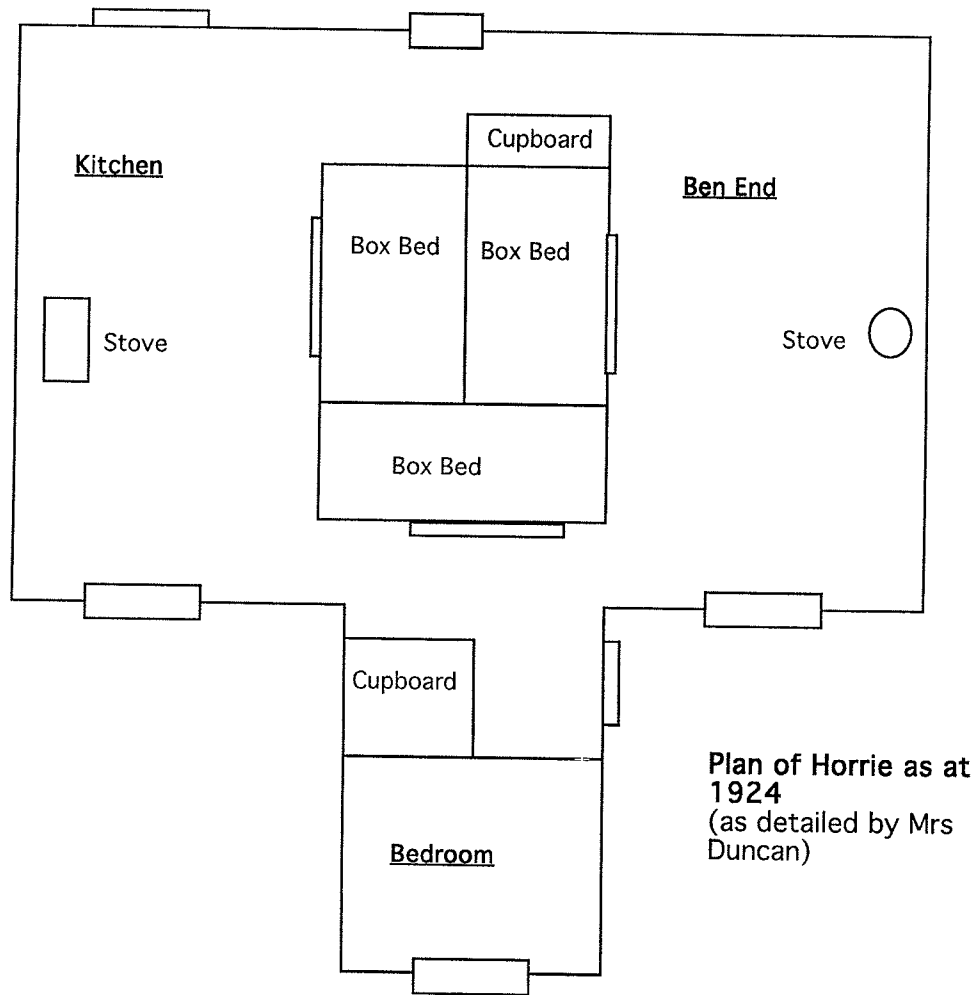 Cupboard
Kitchen
Ben End
Box Bed
Box Bed
Stove
Stove
Box Bed
Cupboard
Plan of Horrie as at
1924
(as detailed by Mrs
Duncan)
Bedroom